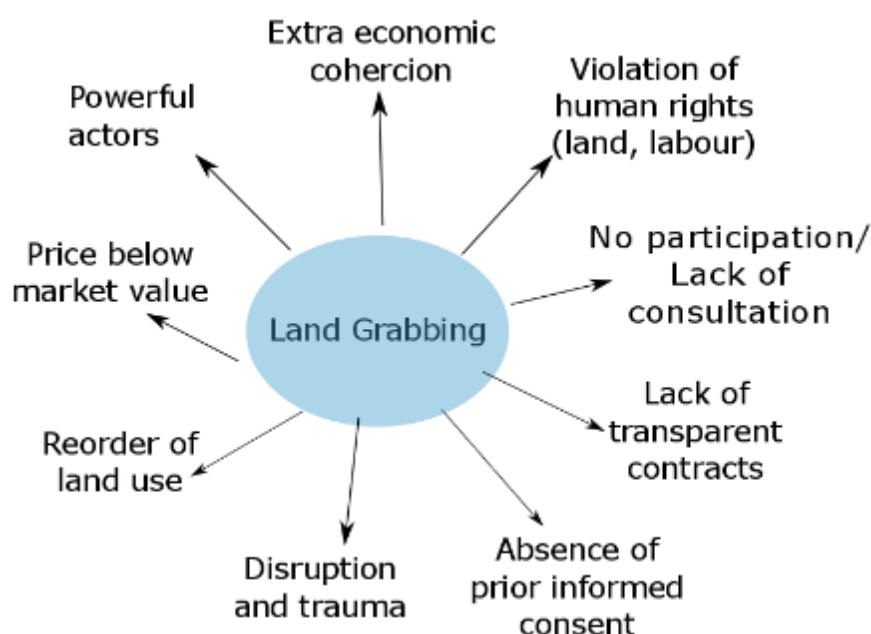 Extra economic
cohercion
Powerful
actors
Violation of
human rights
(land, labour)
No participation/
Lack of
consultation
Price below
market value
Land Grabbing
Lack of
transparent
contracts
Reorder of
land use
Disruption
and trauma
Absence of
prior informed
consent